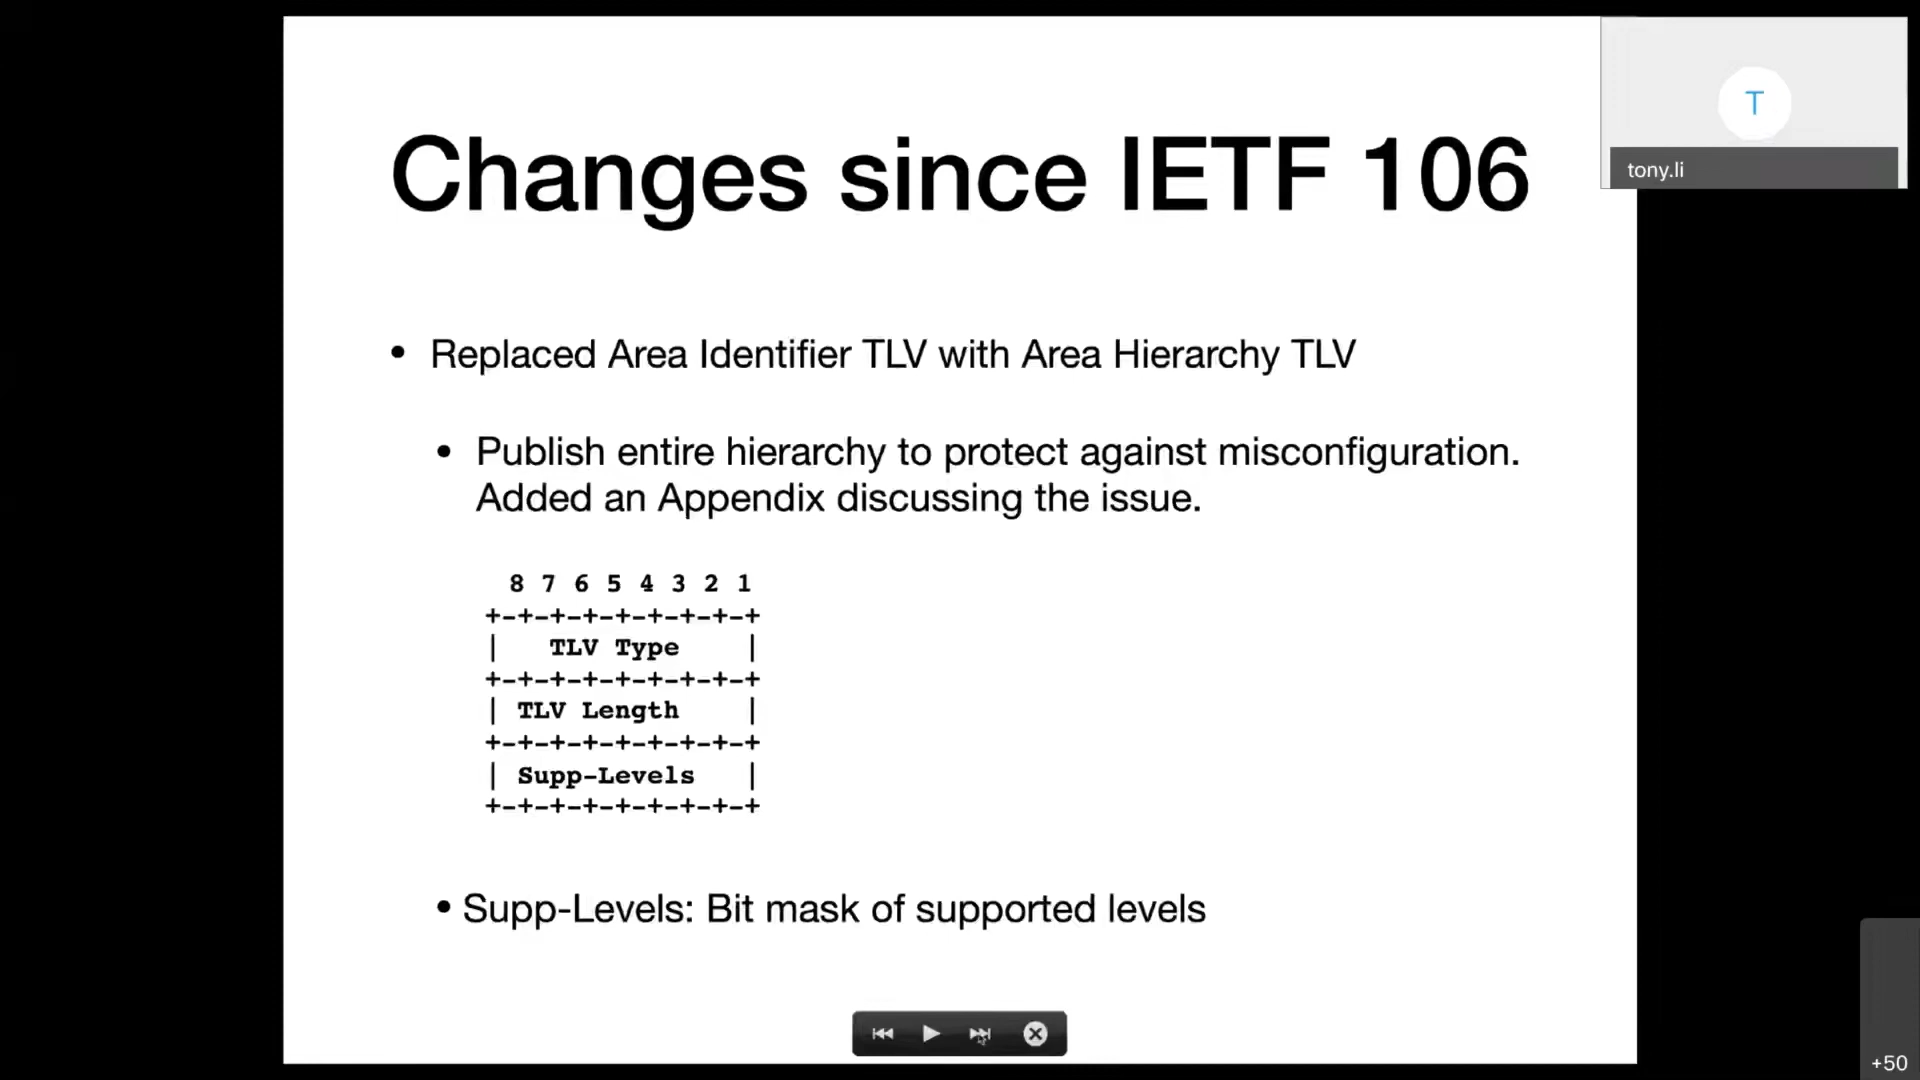 Changes since IETF 106
T
tony.li
• Replaced Area Identifier TLV with Area Hierarchy TLV
• Publish entire hierarchy to protect against misconfiguration.
Added an Appendix discussing the issue.
8 7 6 5 4 3 2 1
+-+-+-+-+-+-+-+-+
| TLV Type |
+-+-+-+-+-+-+-+-+
| TLV Length |
+-+-+-+-+-+-+-+-+
| Supp-Levels |
+-+-+-+-+-+-+-+-+
• Supp-Levels: Bit mask of supported levels
+50